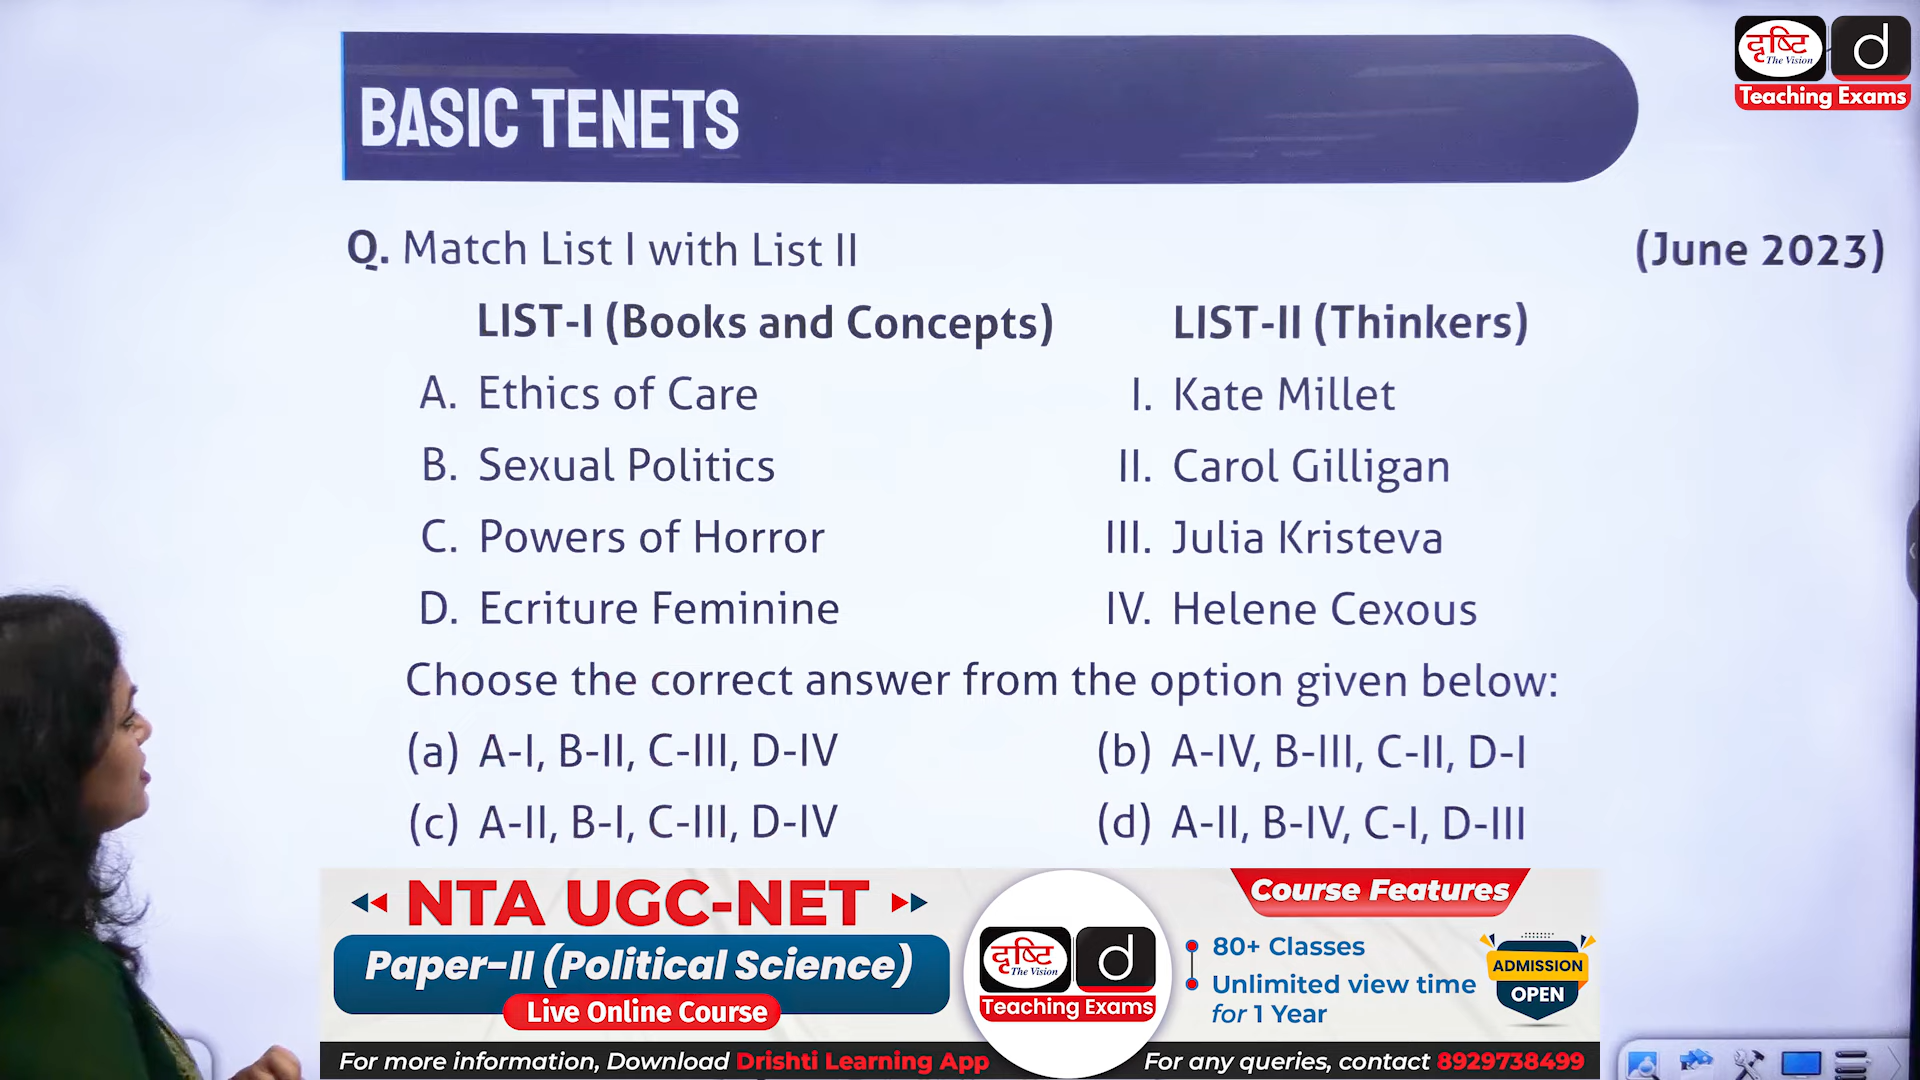 दृष्टि
The Vision
d
Teaching Exams
BASIC TENETS
Q. Match List I with List II (June 2023)
LIST-I (Books and Concepts) LIST-II (Thinkers)
A. Ethics of Care I. Kate Millet
B. Sexual Politics II. Carol Gilligan
C. Powers of Horror III. Julia Kristeva
D. Ecriture Feminine IV. Helene Cexous
Choose the correct answer from the option given below:
(a) A-I, B-II, C-III, D-IV (b) A-IV, B-III, C-II, D-I
(c) A-II, B-I, C-III, D-IV (d) A-II, B-IV, C-I, D-III
NTA UGC-NET
Paper-II (Political Science)
Live Online Course
दृष्टि
The Vision
d
Teaching Exams
Course Features
80+ Classes
Unlimited view time
for 1 Year
ADMISSION
OPEN
For more information, Download Drishti Learning App
For any queries, contact 8929738499